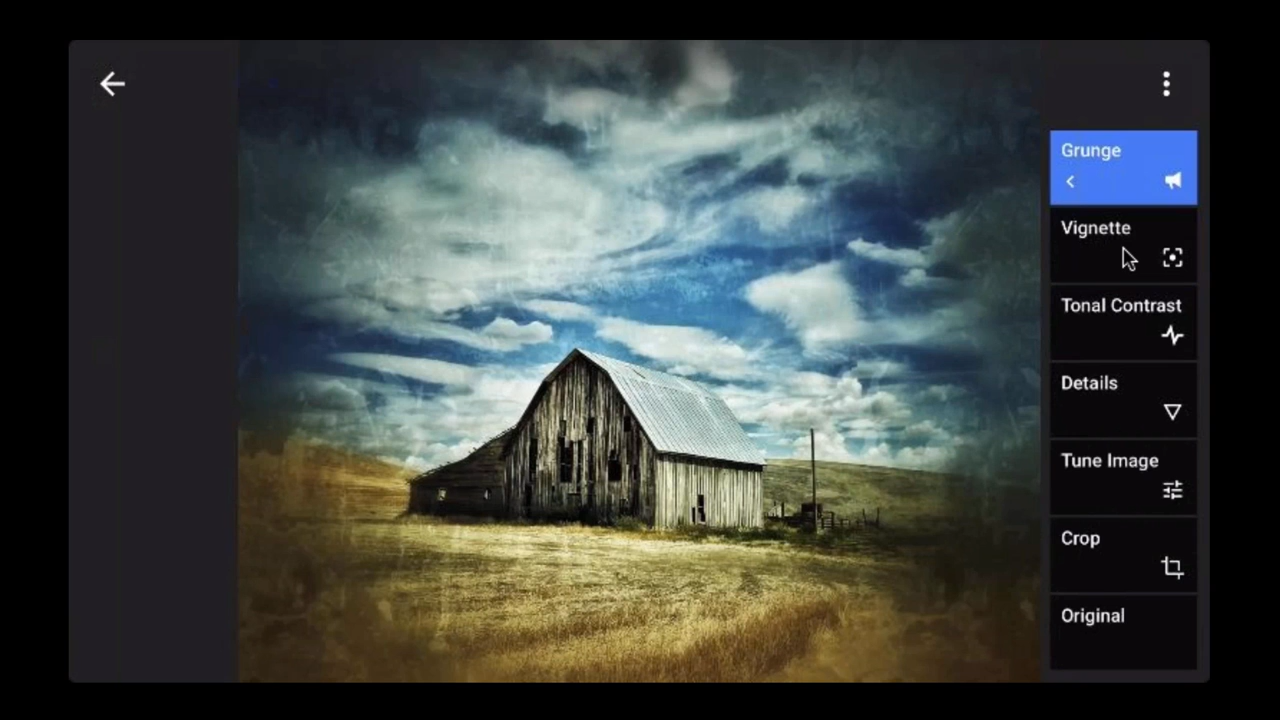 Grunge
Vignette
Tonal Contrast
Details
Tune Image
Crop
Original